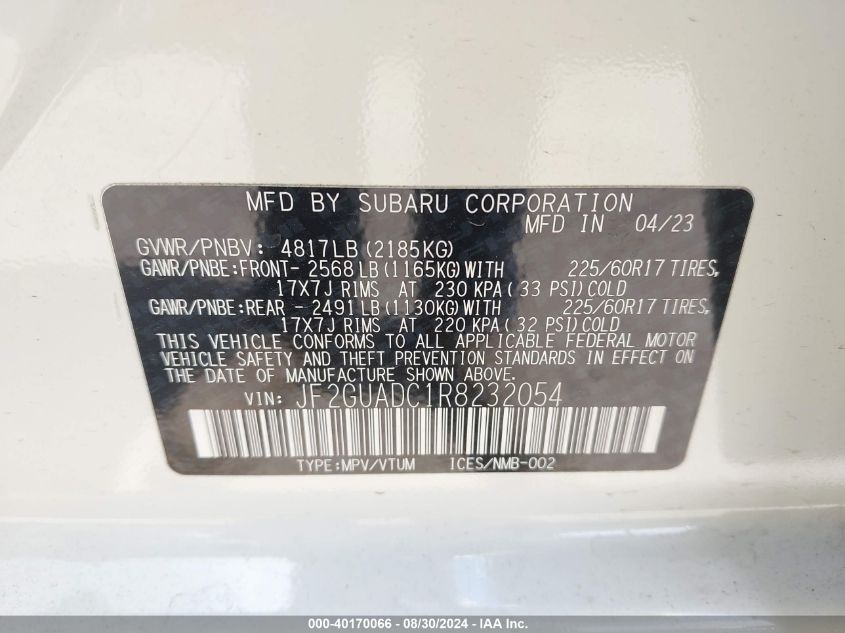 MFD BY SUBARU CORPORATION
MFD IN 04/23
GVWR/PNBV: 4817LB (2185KG)
GAWR/PNBE:FRONT- 2568 LB (1165KG) WITH 225/60R17 TIRES,
17X7J RIMS AT 230 KPA ( 33 PSI) COLD
GAWR/PNBE:REAR - 2491 LB (1130KG) WITH 225/60R17 TIRES,
17X7J RIMS AT 220 KPA ( 32 PSI) COLD
THIS VEHICLE CONFORMS TO ALL APPLICABLE FEDERAL MOTOR
VEHICLE SAFETY AND THEFT PREVENTION STANDARDS IN EFFECT ON
THE DATE OF MANUFACTURE SHOWN ABOVE.
VIN: JF2GUADC1R8232054
TYPE:MPV/VTUM ICES/NMB-002
000-40170066 - 08/30/2024 - IAA Inc.